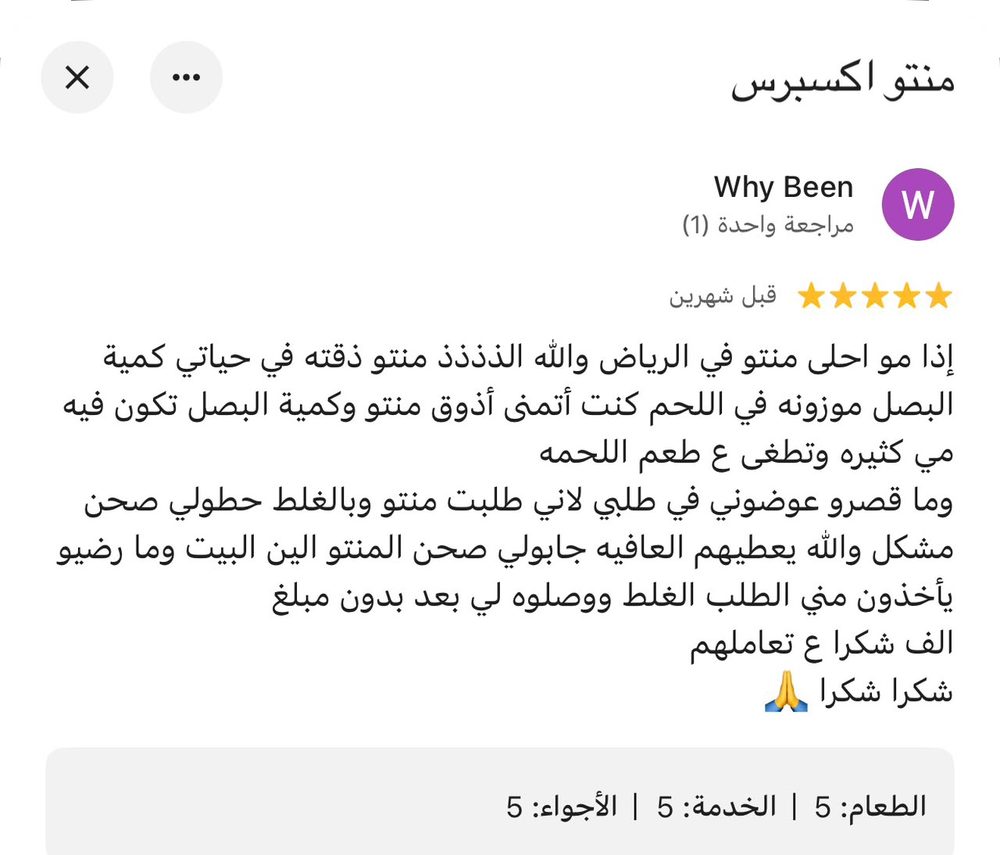 منتو اكسبرس
Why Been
W
مراجعة واحدة (1)
قبل شهرين
إذا مو احلى منتو في الرياض والله الذذذذ منتو ذقته في حياتي كمية
البصل موزونه في اللحم كنت أتمنى أذوق منتو وكمية البصل تكون فيه
مي كثيره وتطغى ع طعم اللحمه
وما قصرو عوضوني في طلبي لاني طلبت منتو وبالغلط حطولي صحن
مشكل والله يعطيهم العافيه جابولي صحن المنتو الين البيت وما رضيو
يأخذون مني الطلب الغلط ووصلوه لي بعد بدون مبلغ
الف شكرا ع تعاملهم
شكرا شكرا 🙏
الطعام: 5 | الخدمة: 5 | الأجواء: 5